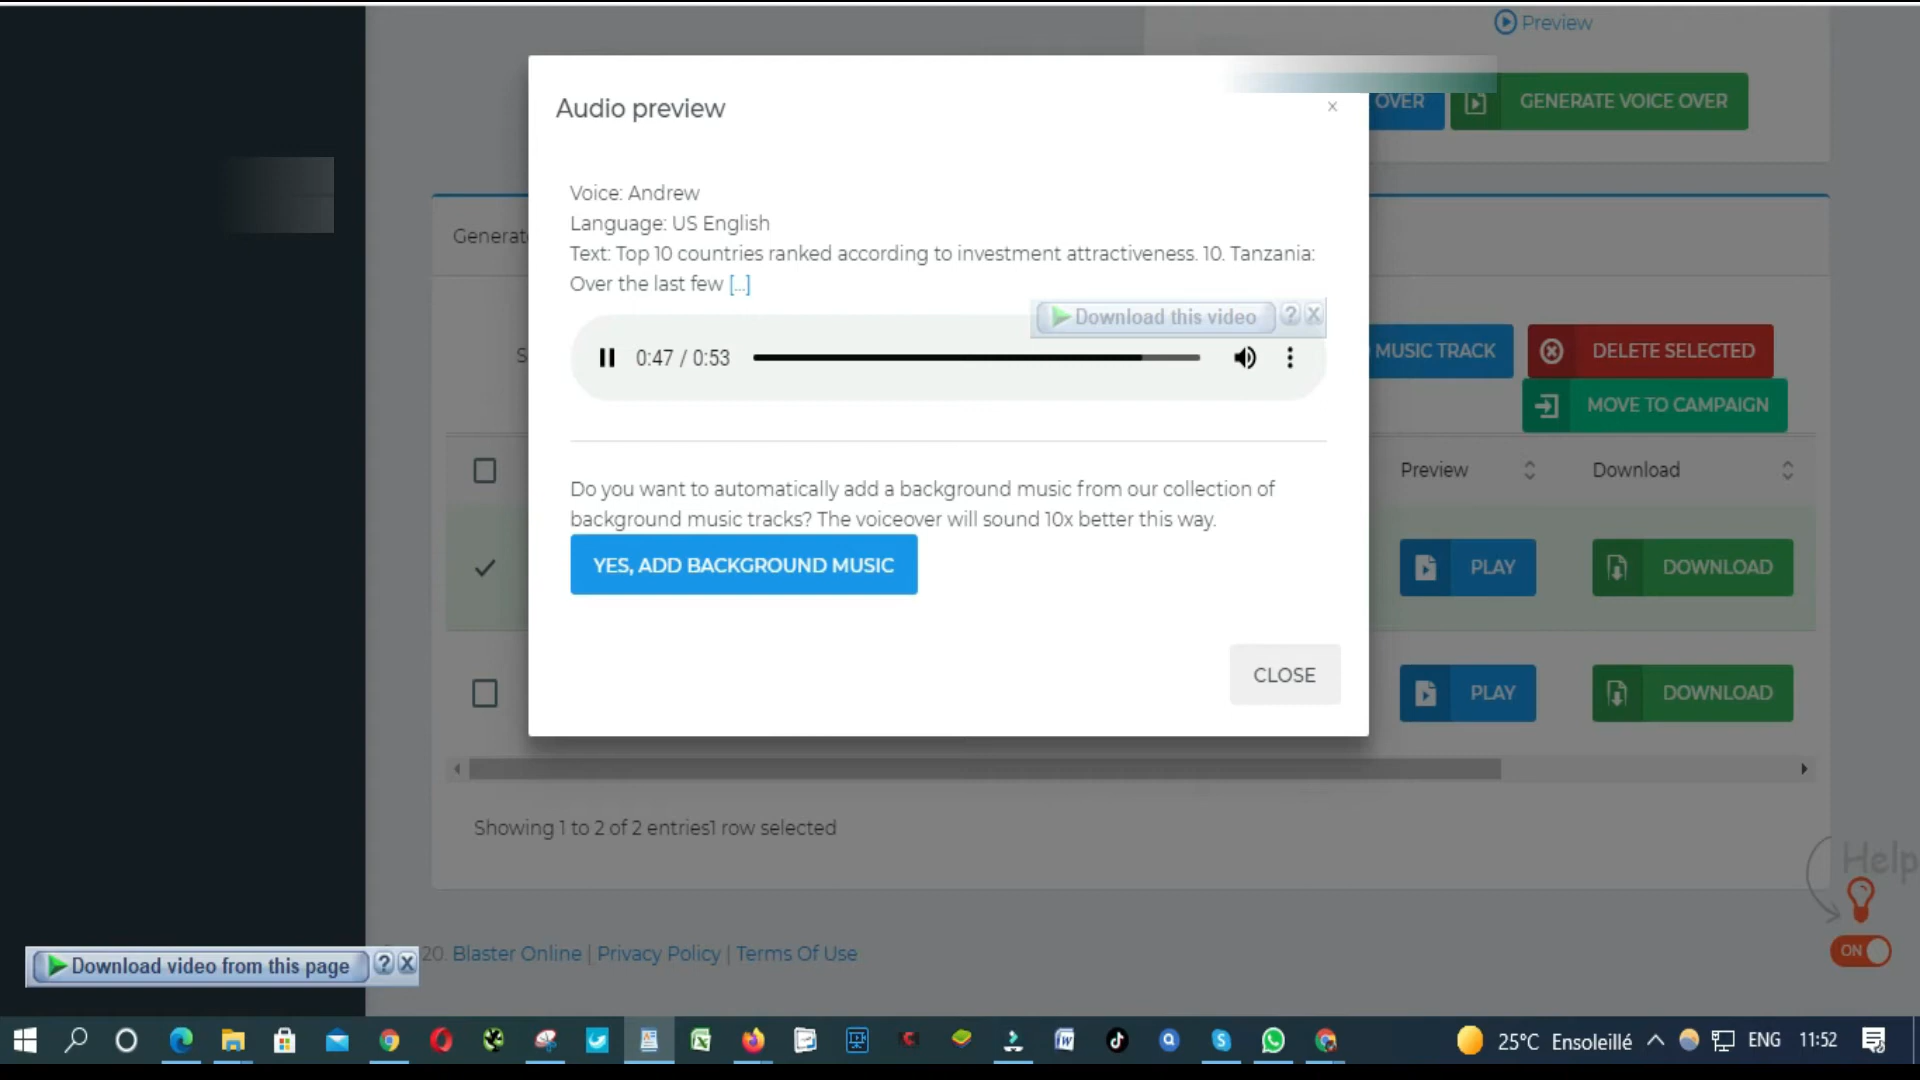 Preview
OVER
GENERATE VOICE OVER
Audio preview
×
Voice: Andrew
Language: US English
Text: Top 10 countries ranked according to investment attractiveness. 10. Tanzania:
Over the last few [...]
Generat
Download this video ? X
0:47 / 0:53
S
MUSIC TRACK
DELETE SELECTED
MOVE TO CAMPAIGN
Preview
Download
Do you want to automatically add a background music from our collection of
background music tracks? The voiceover will sound 10x better this way.
YES, ADD BACKGROUND MUSIC
PLAY
DOWNLOAD
CLOSE
PLAY
DOWNLOAD
Showing 1 to 2 of 2 entries1 row selected
Help
ON
Download video from this page ? X
20. Blaster Online | Privacy Policy | Terms Of Use
25°C Ensoleillé
ENG
11:52